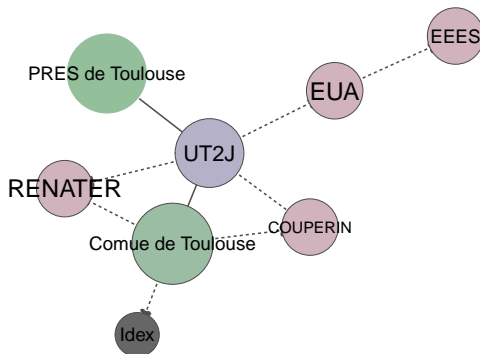 EEES
PRES de Toulouse
EUA
UT2J
RENATER
COUPERIN
Comue de Toulouse
Idex